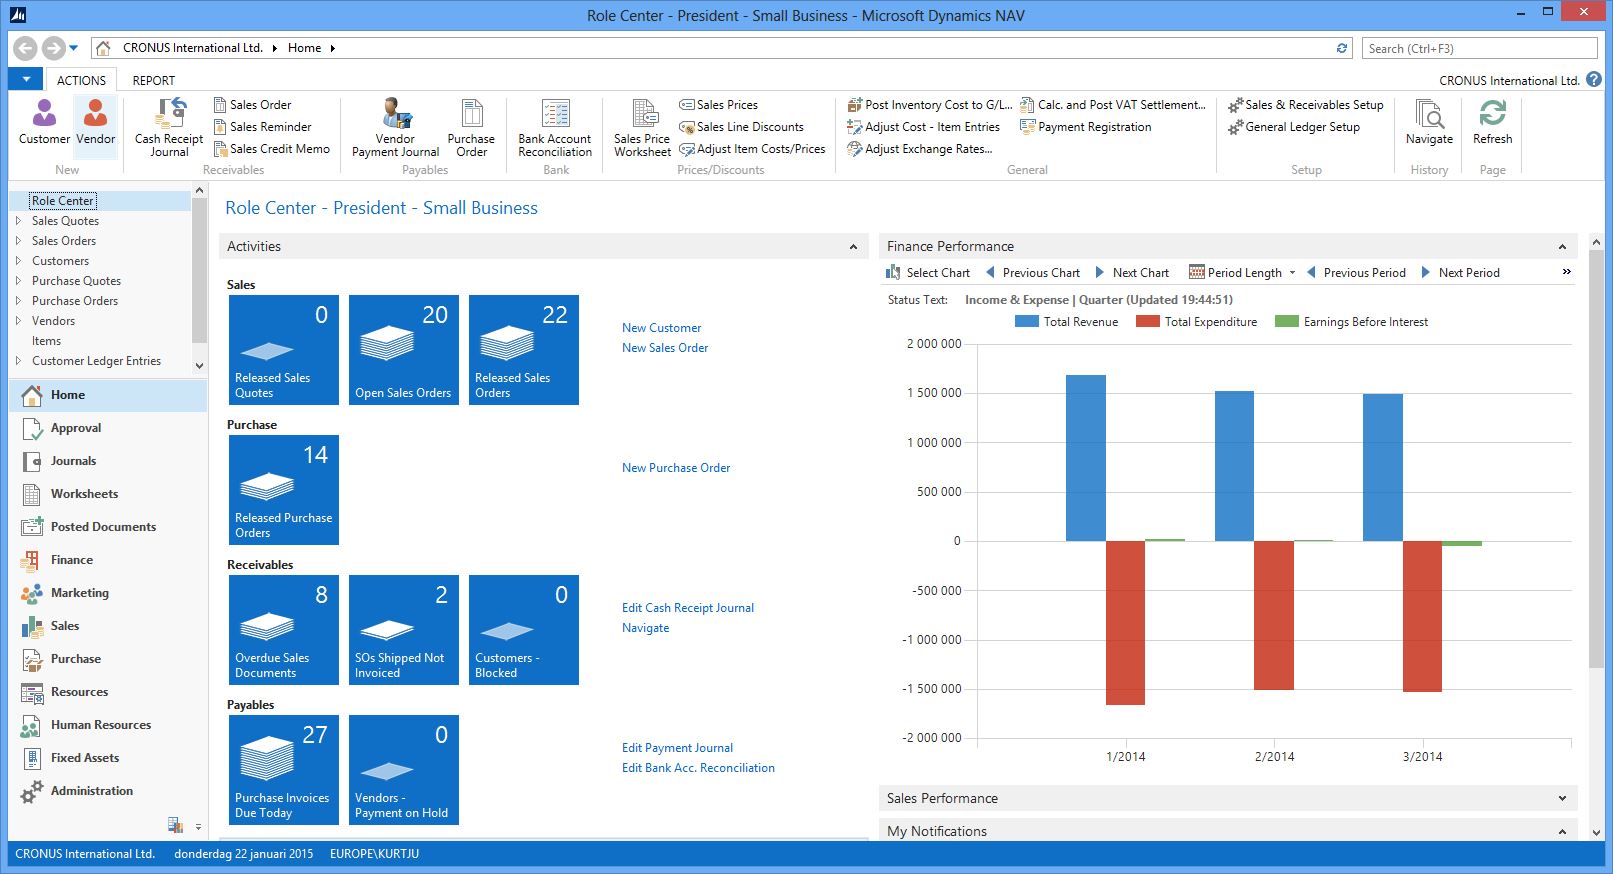 Role Center - President - Small Business - Microsoft Dynamics NAV
CRONUS International Ltd. Home
Search (Ctrl+F3)
ACTIONS REPORT
CRONUS International Ltd.
Customer
Vendor
New
Cash Receipt
Journal
Sales Order
Sales Reminder
Sales Credit Memo
Receivables
Vendor
Payment Journal
Purchase
Order
Payables
Bank Account
Reconciliation
Bank
Sales Price
Worksheet
Sales Prices
Sales Line Discounts
Adjust Item Costs/Prices
Prices/Discounts
Post Inventory Cost to G/L...
Adjust Cost - Item Entries
Adjust Exchange Rates...
Calc. and Post VAT Settlement...
Payment Registration
General
Sales & Receivables Setup
General Ledger Setup
Setup
Navigate
History
Refresh
Page
Role Center
Sales Quotes
Sales Orders
Customers
Purchase Quotes
Purchase Orders
Vendors
Items
Customer Ledger Entries
Home
Approval
Journals
Worksheets
Posted Documents
Finance
Marketing
Sales
Purchase
Resources
Human Resources
Fixed Assets
Administration
Role Center - President - Small Business
Activities
Sales
0
Released Sales
Quotes
20
Open Sales Orders
22
Released Sales
Orders
New Customer
New Sales Order
Purchase
14
Released Purchase
Orders
New Purchase Order
Receivables
8
Overdue Sales
Documents
2
SOs Shipped Not
Invoiced
0
Customers -
Blocked
Edit Cash Receipt Journal
Navigate
Payables
27
Purchase Invoices
Due Today
0
Vendors -
Payment on Hold
Edit Payment Journal
Edit Bank Acc. Reconciliation
Finance Performance
Select Chart Previous Chart Next Chart Period Length Previous Period Next Period »
Status Text: Income & Expense | Quarter (Updated 19:44:51)
Total Revenue Total Expenditure Earnings Before Interest
2 000 000
1 500 000
1 000 000
500 000
0
-500 000
-1 000 000
-1 500 000
-2 000 000
1/2014 2/2014 3/2014
Sales Performance
My Notifications
CRONUS International Ltd. donderdag 22 januari 2015 EUROPE\KURTJU